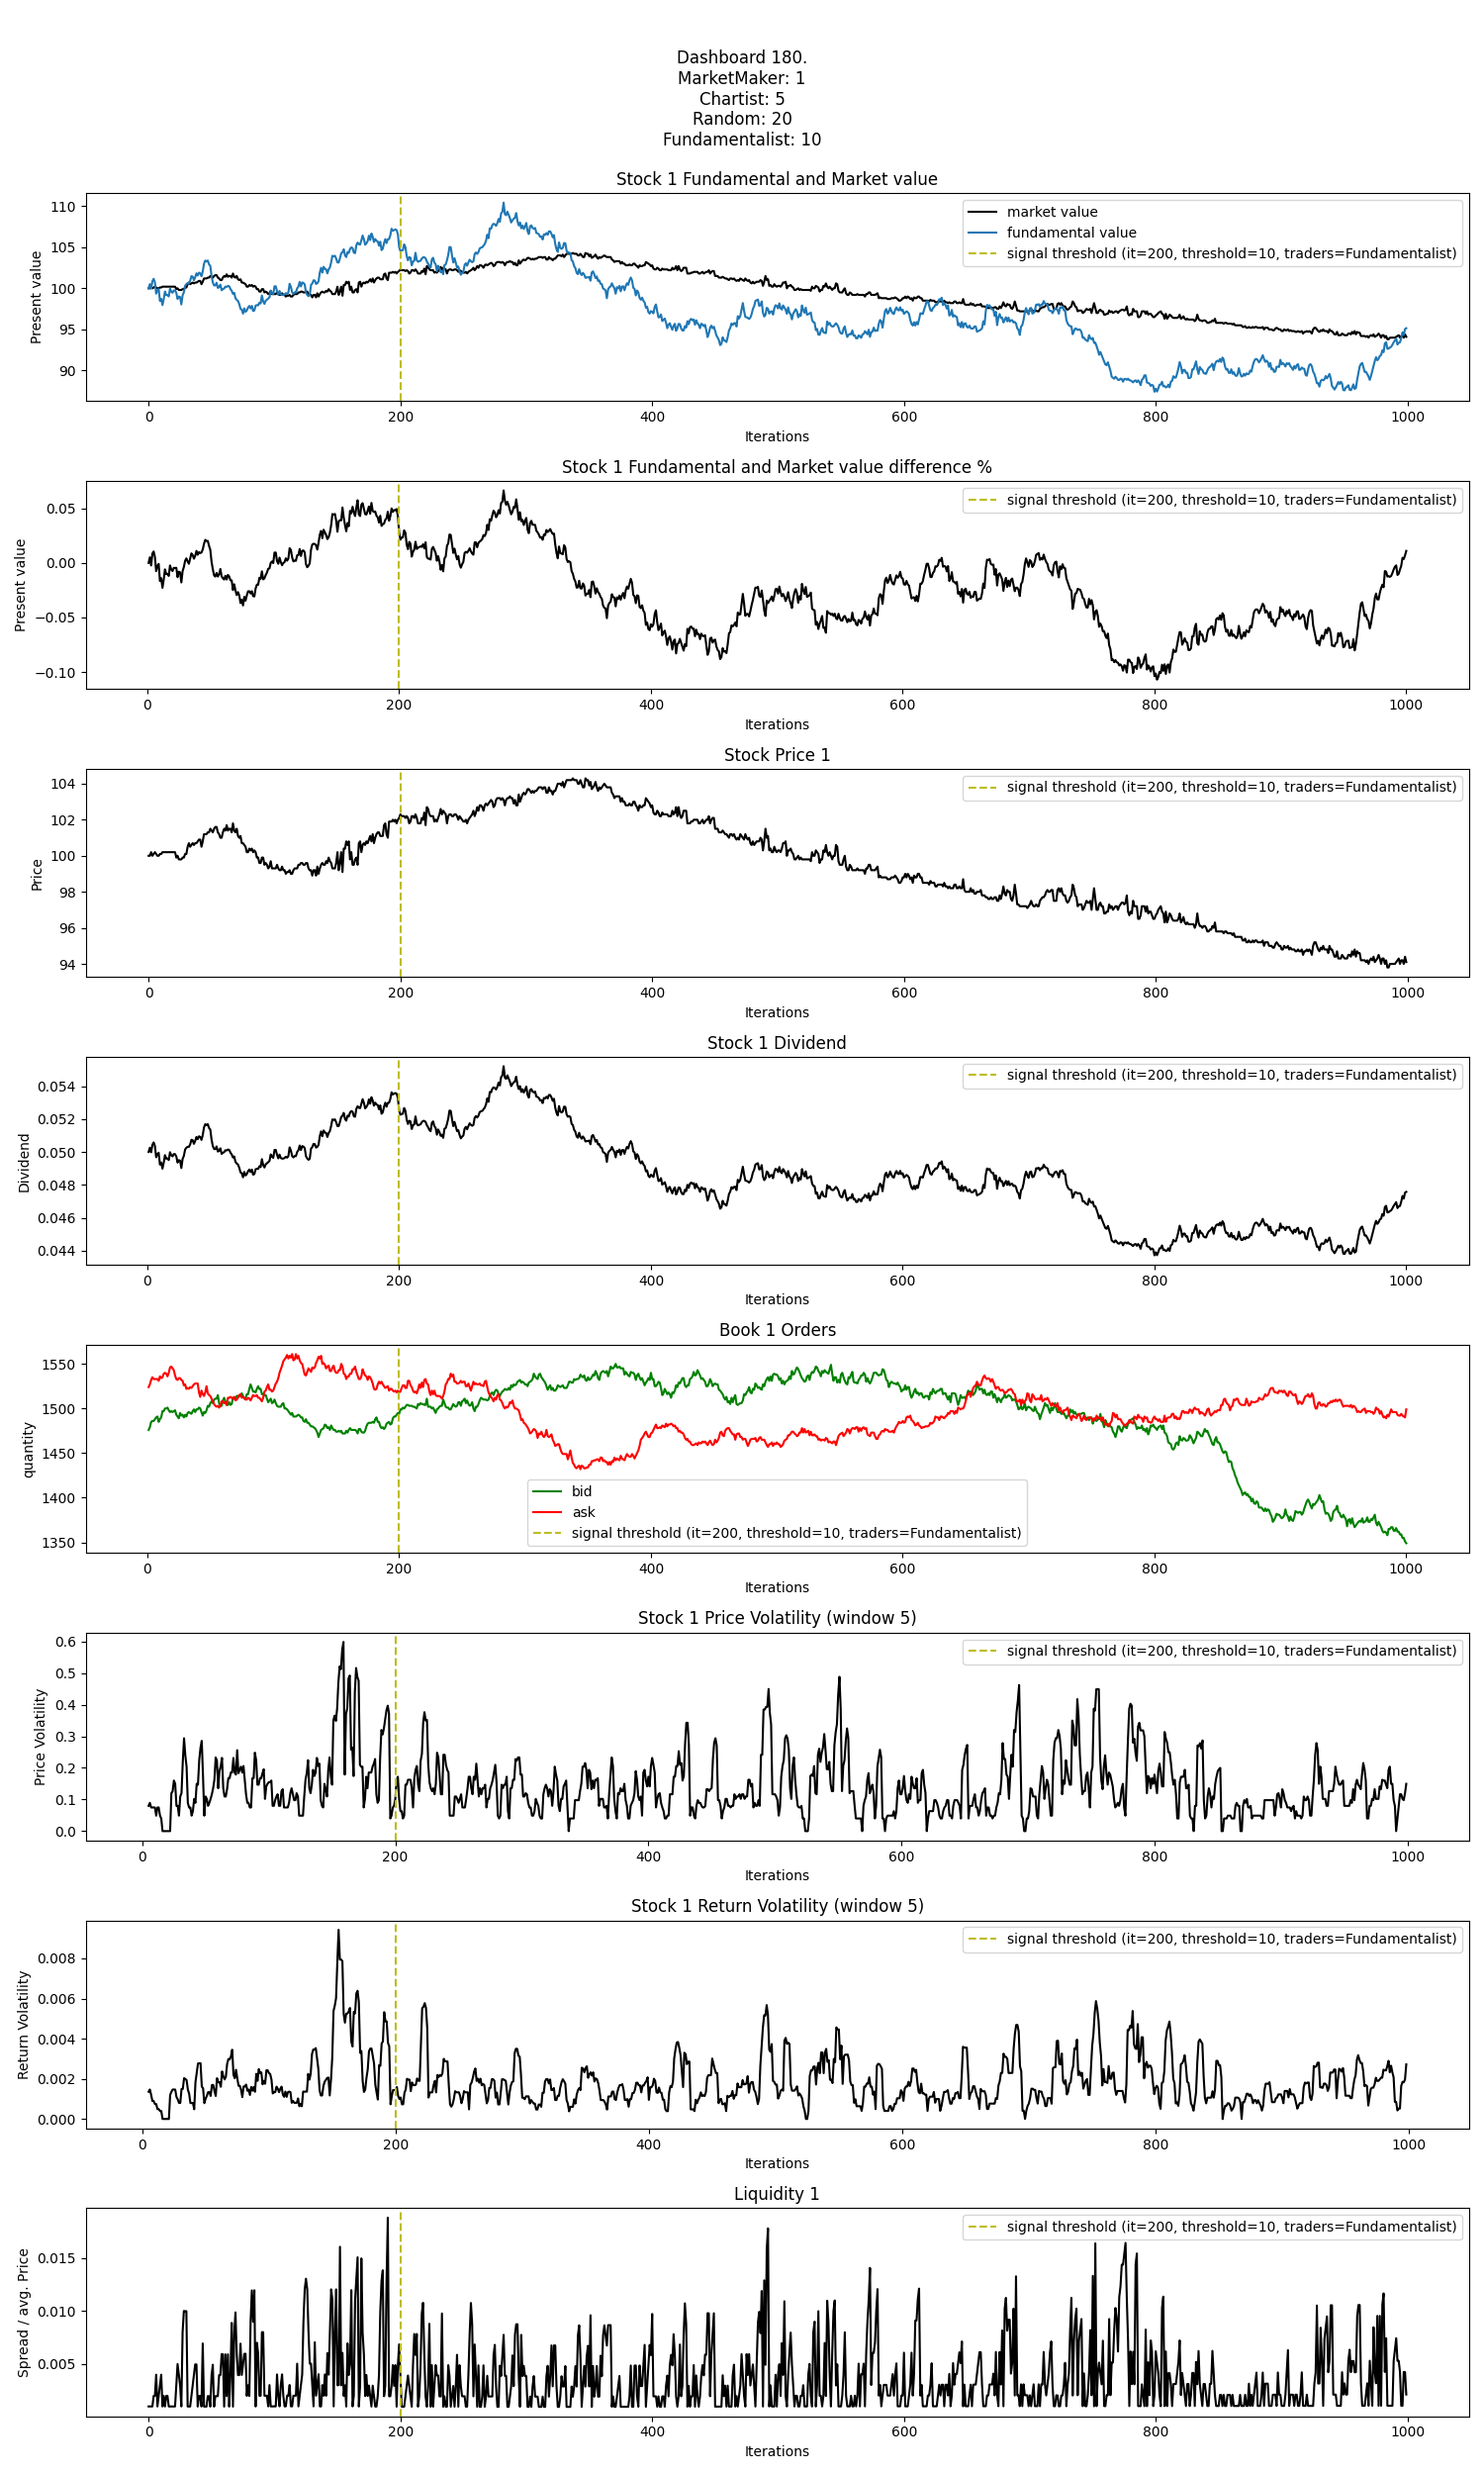 Dashboard 180.
MarketMaker: 1
Chartist: 5
Random: 20
Fundamentalist: 10
Stock 1 Fundamental and Market value
Present value
110
105
100
95
90
market value
fundamental value
signal threshold (it=200, threshold=10, traders=Fundamentalist)
0 200 400 600 800 1000
Iterations
Stock 1 Fundamental and Market value difference %
Present value
0.05
0.00
−0.05
−0.10
signal threshold (it=200, threshold=10, traders=Fundamentalist)
0 200 400 600 800 1000
Iterations
Stock Price 1
Price
104
102
100
98
96
94
signal threshold (it=200, threshold=10, traders=Fundamentalist)
0 200 400 600 800 1000
Iterations
Stock 1 Dividend
Dividend
0.054
0.052
0.050
0.048
0.046
0.044
signal threshold (it=200, threshold=10, traders=Fundamentalist)
0 200 400 600 800 1000
Iterations
Book 1 Orders
quantity
1550
1500
1450
1400
1350
bid
ask
signal threshold (it=200, threshold=10, traders=Fundamentalist)
0 200 400 600 800 1000
Iterations
Stock 1 Price Volatility (window 5)
Price Volatility
0.6
0.5
0.4
0.3
0.2
0.1
0.0
signal threshold (it=200, threshold=10, traders=Fundamentalist)
0 200 400 600 800 1000
Iterations
Stock 1 Return Volatility (window 5)
Return Volatility
0.008
0.006
0.004
0.002
0.000
signal threshold (it=200, threshold=10, traders=Fundamentalist)
0 200 400 600 800 1000
Iterations
Liquidity 1
Spread / avg. Price
0.015
0.010
0.005
signal threshold (it=200, threshold=10, traders=Fundamentalist)
0 200 400 600 800 1000
Iterations